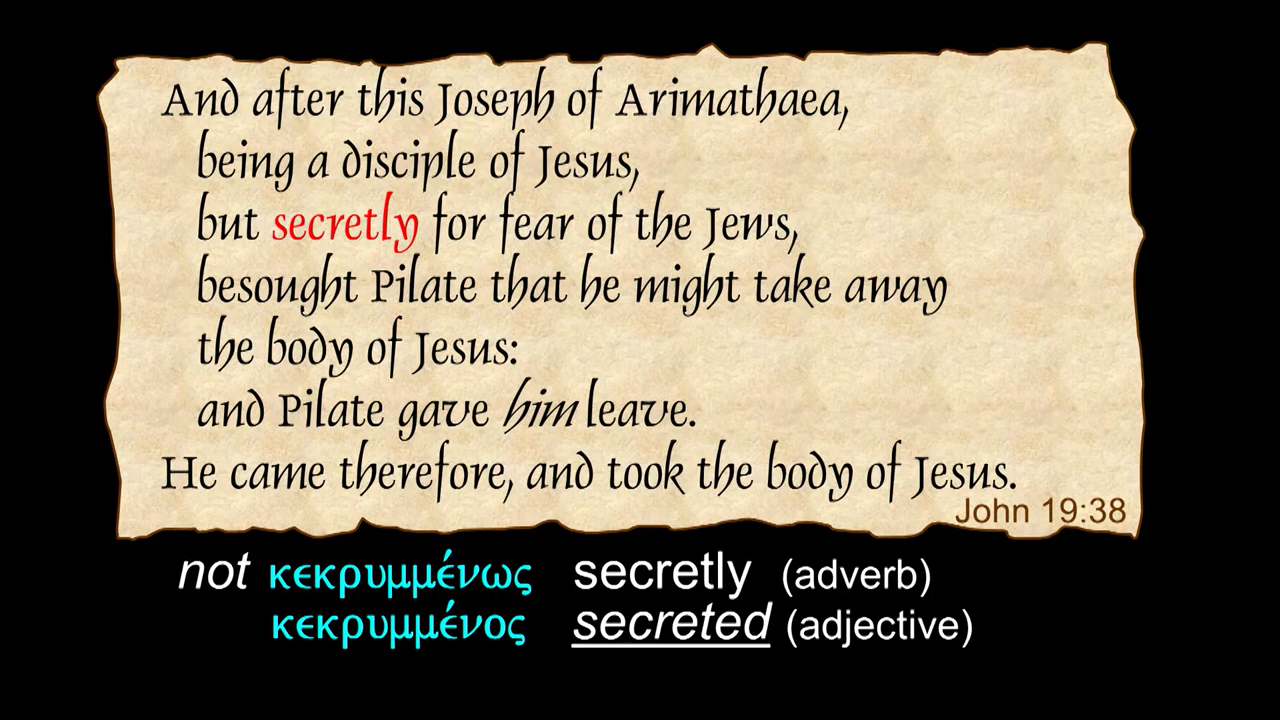 And after this Joseph of Arimathaea,
being a disciple of Jesus,
but secretly for fear of the Jews,
besought Pilate that he might take away
the body of Jesus:
and Pilate gave him leave.
He came therefore, and took the body of Jesus.
John 19:38
not κεκρυμμένως secretly (adverb)
κεκρυμμένος secreted (adjective)